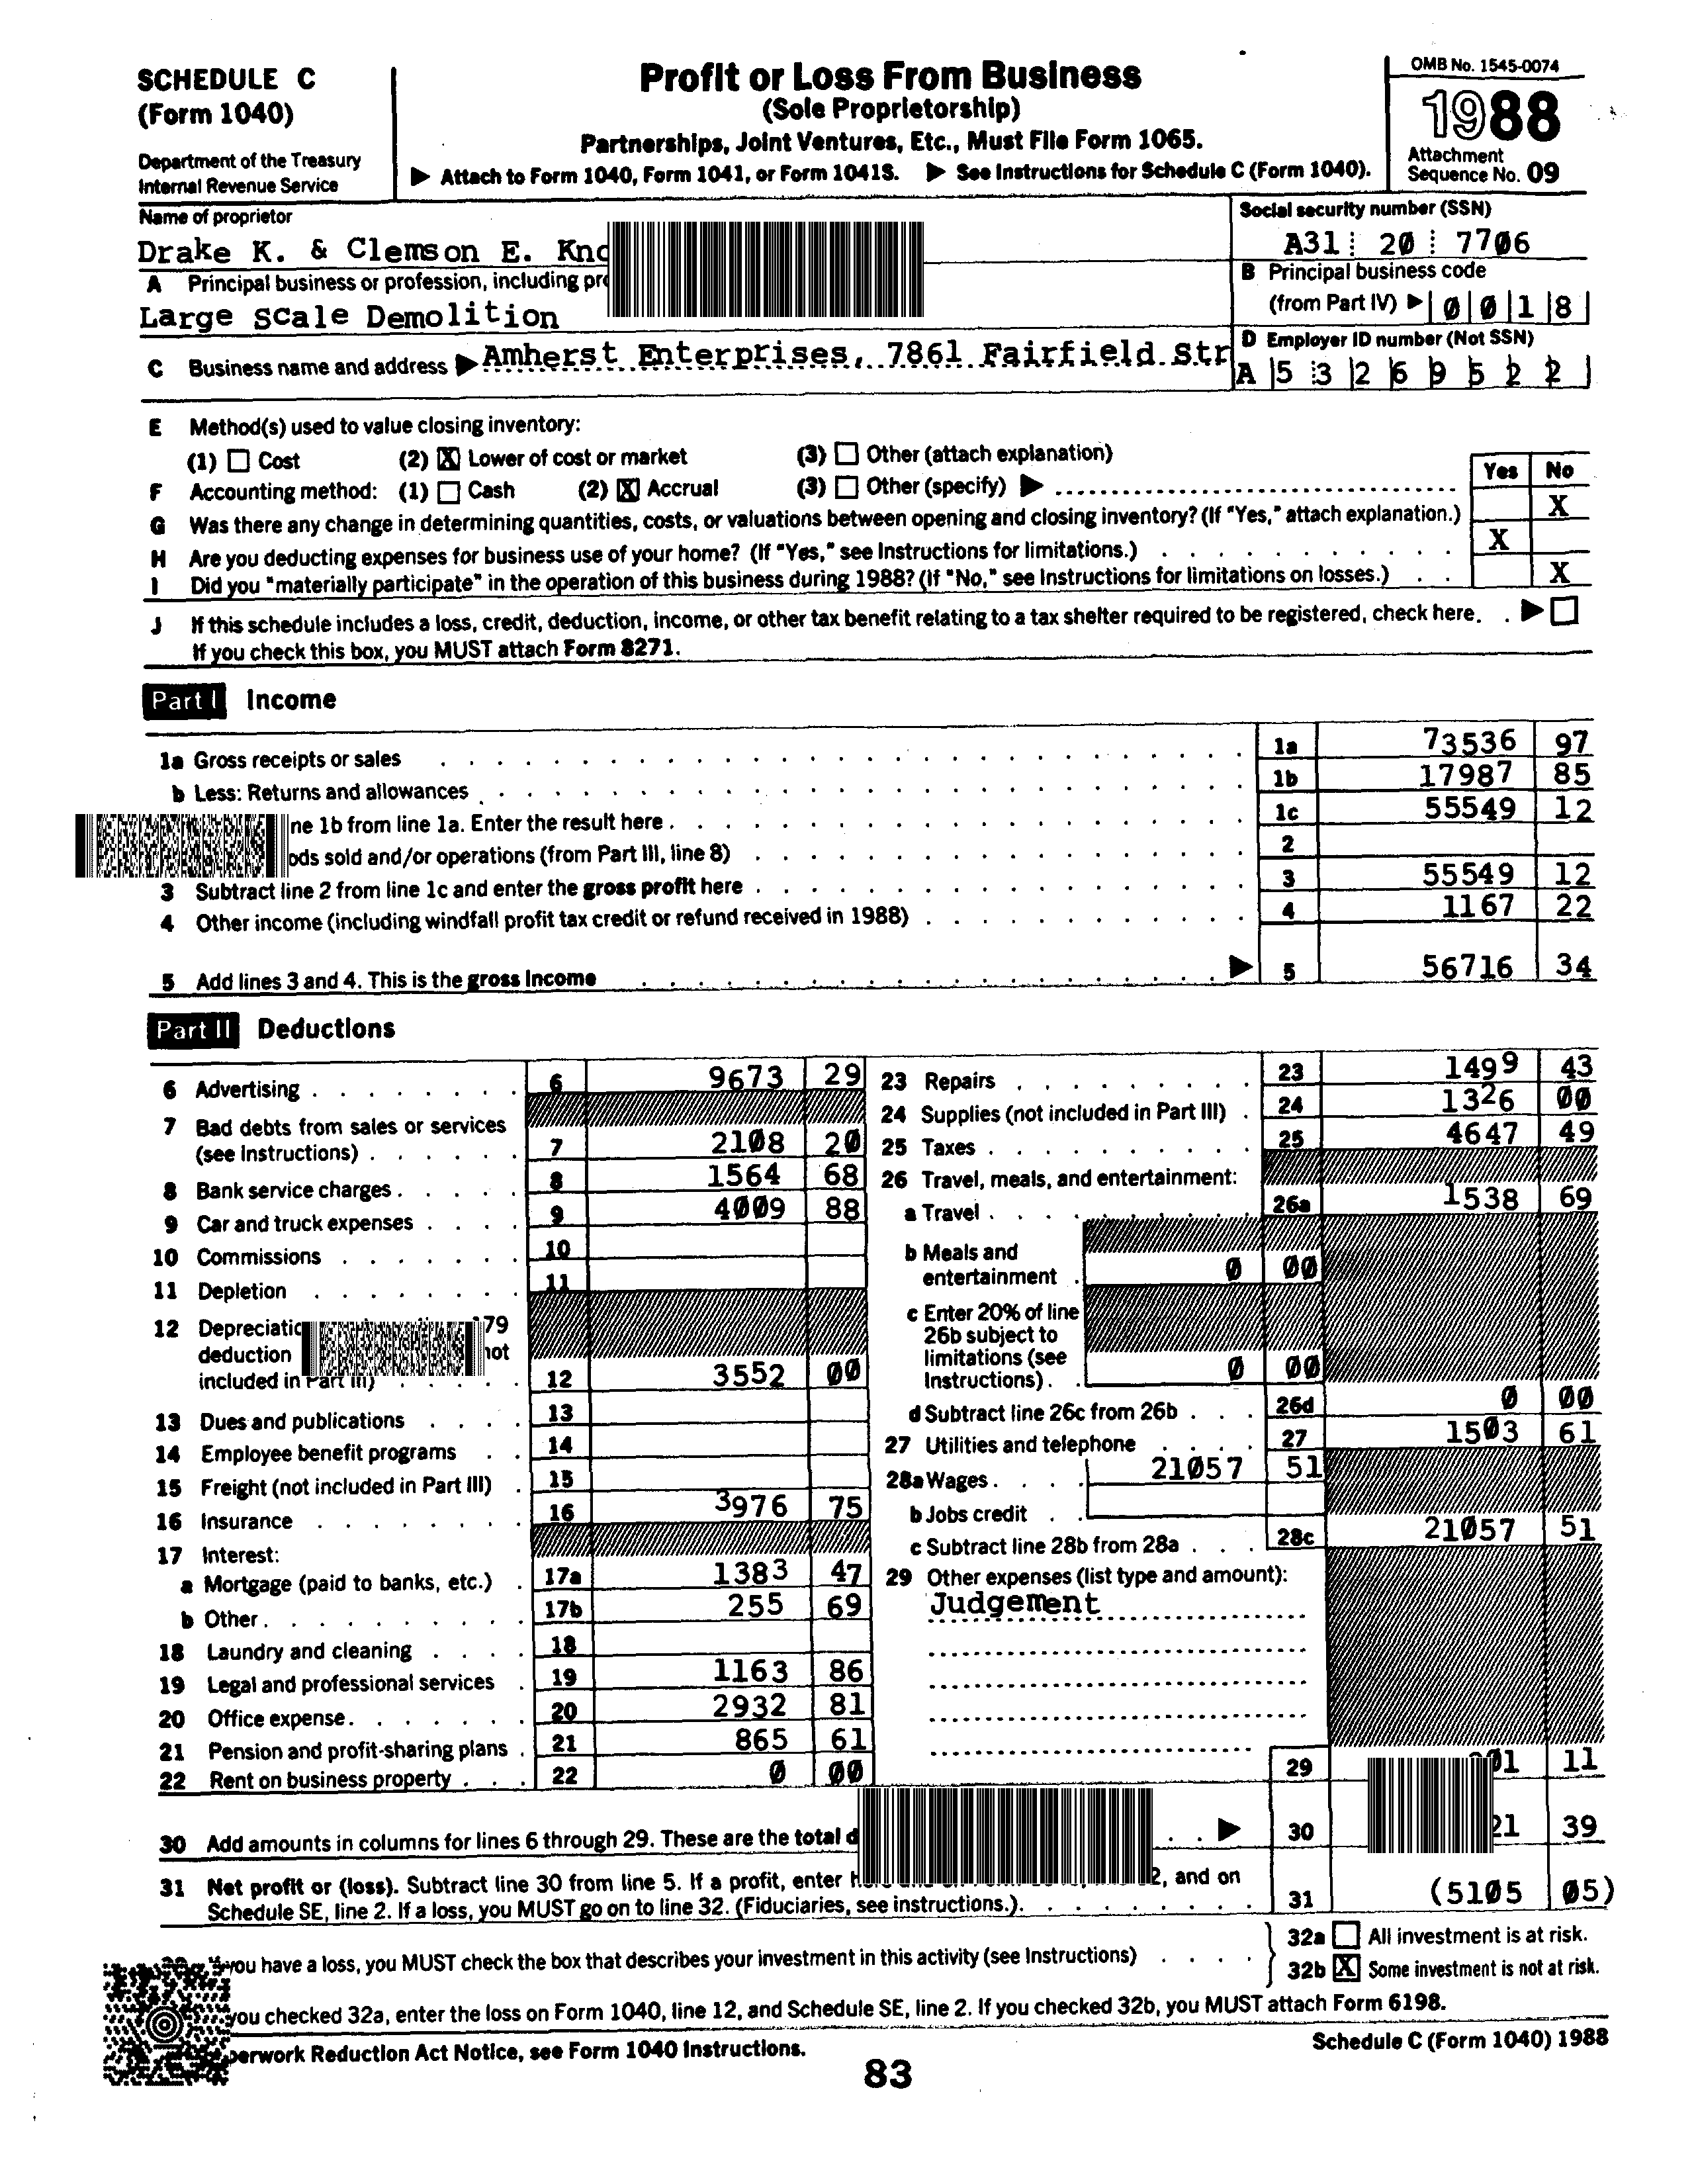 SCHEDULE C
(Form 1040)
Department of the Treasury
Internal Revenue Service
Profit or Loss From Business
(Sole Proprietorship)
Partnerships, Joint Ventures, Etc., Must File Form 1065.
▶ Attach to Form 1040, Form 1041, or Form 1041S. ▶ See Instructions for Schedule C (Form 1040).
OMB No. 1545-0074
1988
Attachment
Sequence No. 09
Name of proprietor
Drake K. & Clemson E.
Social security number (SSN)
A31 20 7706
A Principal business or profession, including
Large Scale Demolition
B Principal business code
(from Part IV) ▶ 0 0 1 8
C Business name and address ▶ Amherst Enterprises, 7861 Fairfield Str
D Employer ID number (Not SSN)
A 5 3 2 6 9 5 2 2
E Method(s) used to value closing inventory:
(1) ☐ Cost (2) ☒ Lower of cost or market (3) ☐ Other (attach explanation)
Yes No
F Accounting method: (1) ☐ Cash (2) ☒ Accrual (3) ☐ Other (specify) ▶
G Was there any change in determining quantities, costs, or valuations between opening and closing inventory? (If "Yes," attach explanation.) X
H Are you deducting expenses for business use of your home? (If "Yes," see Instructions for limitations.) X
I Did you "materially participate" in the operation of this business during 1988? (If "No," see Instructions for limitations on losses.) X
J If this schedule includes a loss, credit, deduction, income, or other tax benefit relating to a tax shelter required to be registered, check here. ▶ ☐
If you check this box, you MUST attach Form 8271.
Part I Income
1a Gross receipts or sales 1a 73536 97
b Less: Returns and allowances 1b 17987 85
1b from line 1a. Enter the result here 1c 55549 12
sold and/or operations (from Part III, line 8) 2
3 Subtract line 2 from line 1c and enter the gross profit here 3 55549 12
4 Other income (including windfall profit tax credit or refund received in 1988) 4 1167 22
5 Add lines 3 and 4. This is the gross income ▶ 5 56716 34
Part II Deductions
6 Advertising 6 9673 29
7 Bad debts from sales or services
(see Instructions) 7 2108 20
8 Bank service charges 8 1564 68
9 Car and truck expenses 9 4009 88
10 Commissions 10
11 Depletion 11
12 179
deduction not
included in Part III) 12 3552 00
13 Dues and publications 13
14 Employee benefit programs 14
15 Freight (not included in Part III) 15
16 Insurance 16 3976 75
17 Interest:
a Mortgage (paid to banks, etc.) 17a 1383 47
b Other 17b 255 69
18 Laundry and cleaning 18
19 Legal and professional services 19 1163 86
20 Office expense 20 2932 81
21 Pension and profit-sharing plans 21 865 61
22 Rent on business property 22 0 00
23 Repairs 23 1499 43
24 Supplies (not included in Part III) 24 1326 00
25 Taxes 25 4647 49
26 Travel, meals, and entertainment:
a Travel 26a 1538 69
b Meals and
entertainment 0 00
c Enter 20% of line
26b subject to
limitations (see
Instructions) 0 00
d Subtract line 26c from 26b 26d 0 00
27 Utilities and telephone 27 1503 61
28a Wages 21057 51
b Jobs credit
c Subtract line 28b from 28a 28c 21057 51
29 Other expenses (list type and amount):
Judgement
29 11
30 Add amounts in columns for lines 6 through 29. These are the total ▶ 30 39
31 Net profit or (loss). Subtract line 30 from line 5. If a profit, enter 2, and on
Schedule SE, line 2. If a loss, you MUST go on to line 32. (Fiduciaries, see instructions.) 31 (5105 05)
you have a loss, you MUST check the box that describes your investment in this activity (see Instructions)
32a ☐ All investment is at risk.
32b ☒ Some investment is not at risk.
you checked 32a, enter the loss on Form 1040, line 12, and Schedule SE, line 2. If you checked 32b, you MUST attach Form 6198.
Reduction Act Notice, see Form 1040 Instructions.
Schedule C (Form 1040) 1988
83